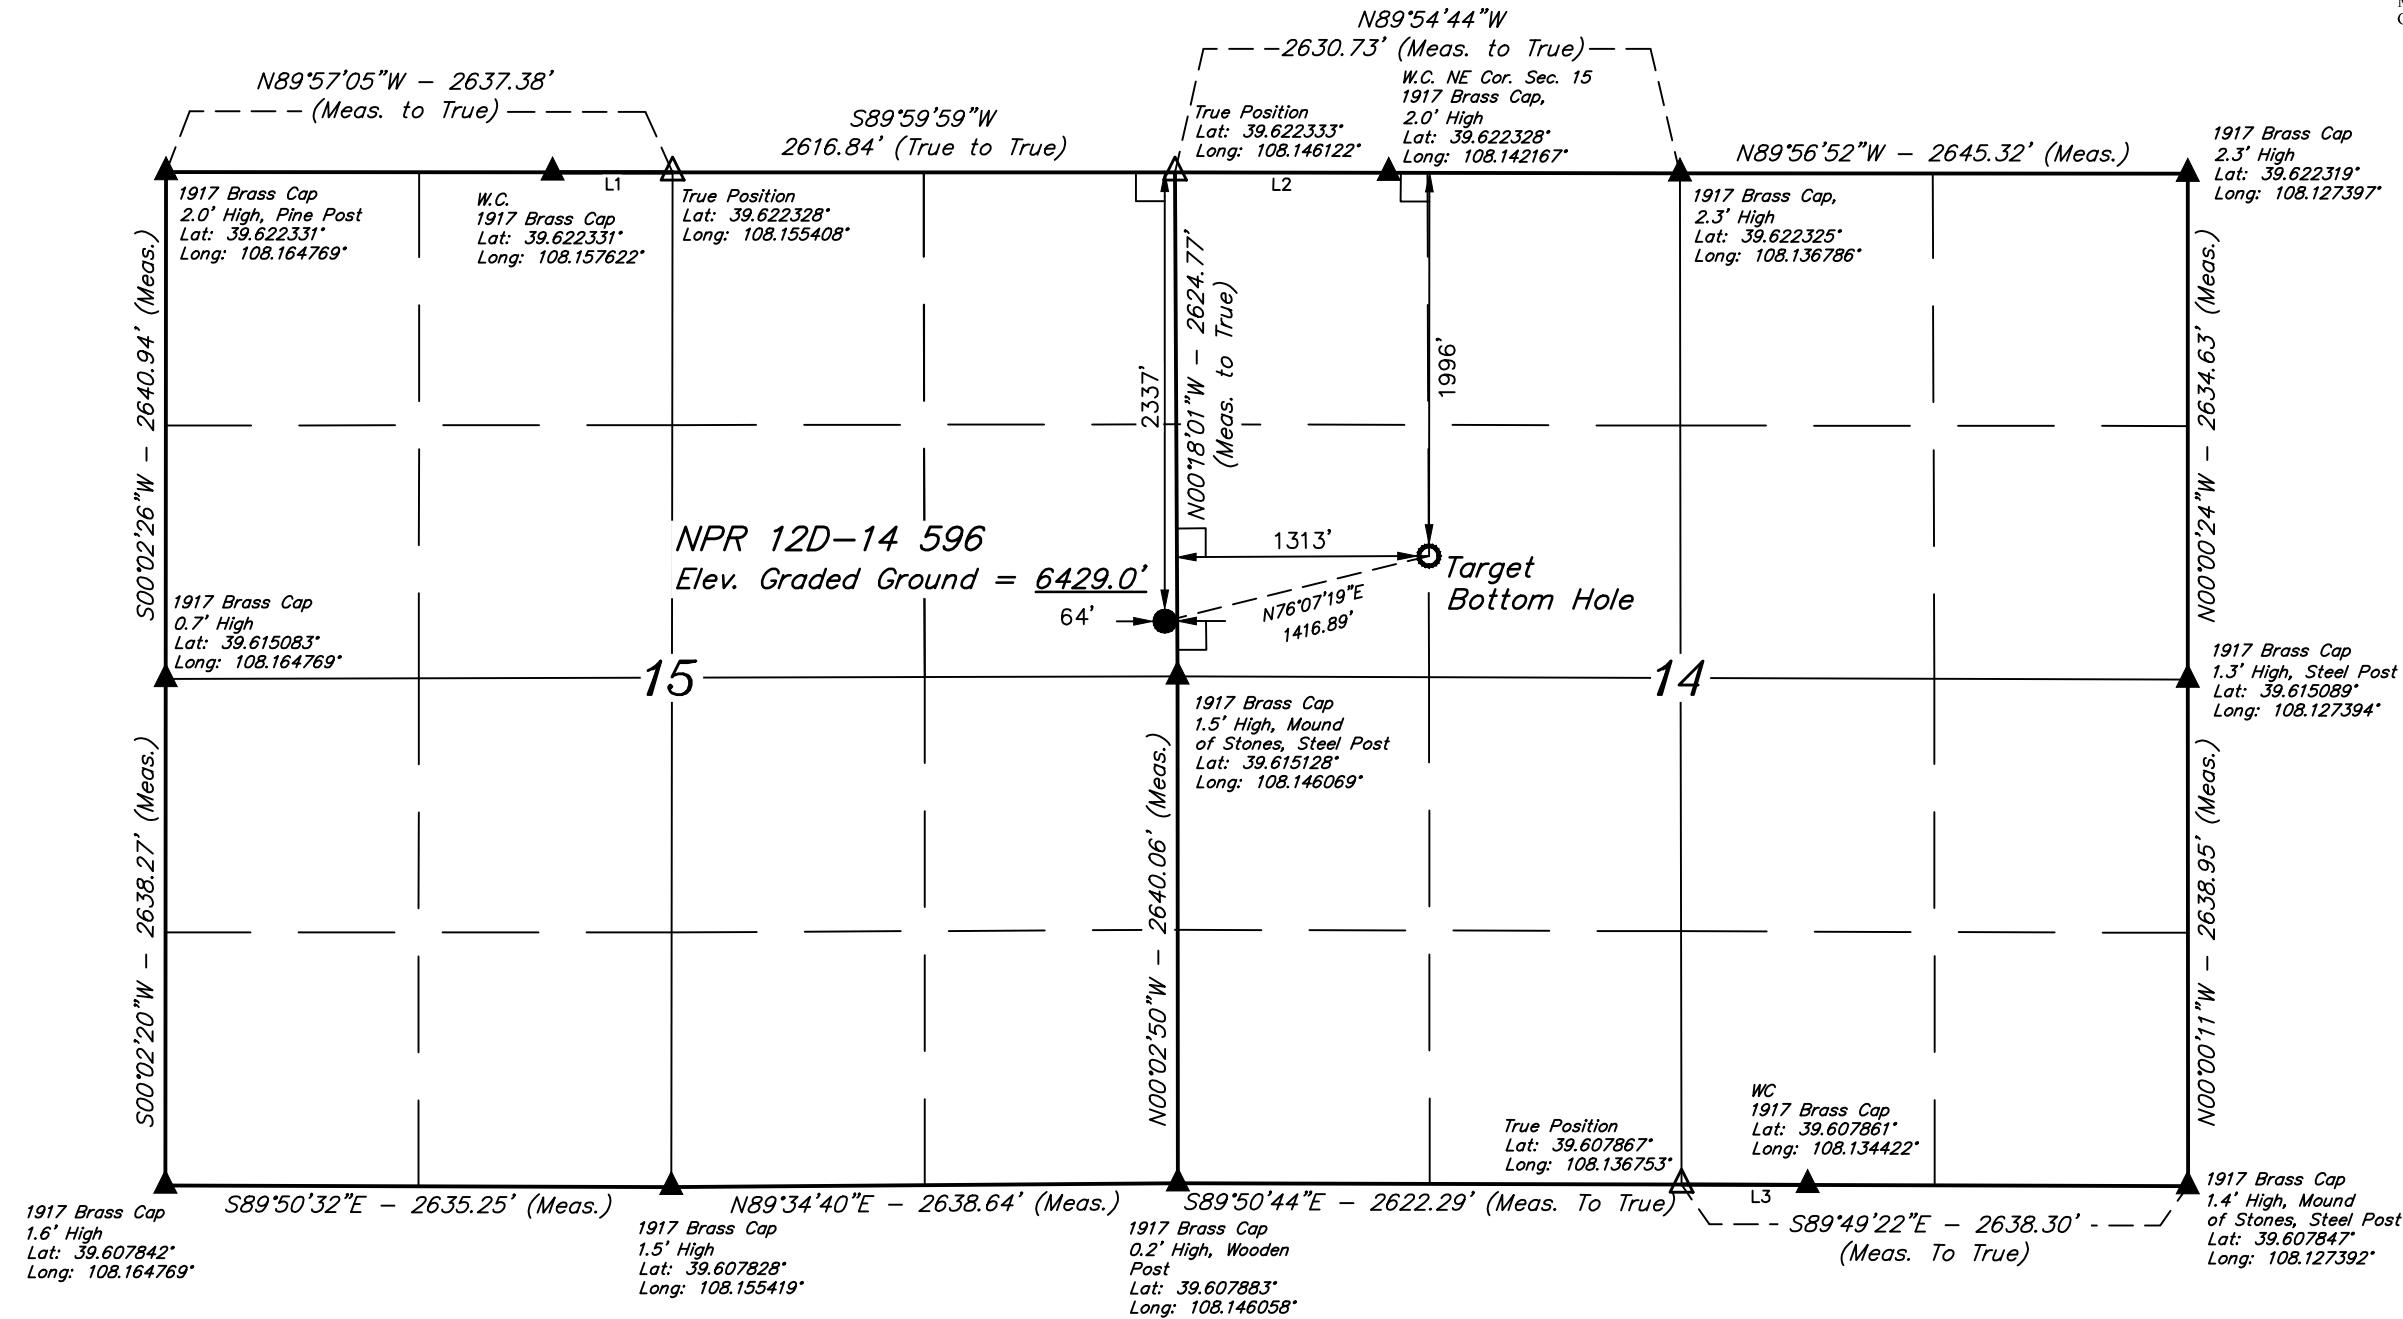 N89°54'44"W
2630.73' (Meas. to True)
N89°57'05"W - 2637.38'
(Meas. to True)
S89°59'59"W
2616.84' (True to True)
True Position
Lat: 39.622333°
Long: 108.146122°
W.C. NE Cor. Sec. 15
1917 Brass Cap,
2.0' High
Lat: 39.622328°
Long: 108.142167°
N89°56'52"W - 2645.32' (Meas.)
1917 Brass Cap
2.3' High
Lat: 39.622319°
Long: 108.127397°
L1
L2
1917 Brass Cap
2.0' High, Pine Post
Lat: 39.622331°
Long: 108.164769°
W.C.
1917 Brass Cap
Lat: 39.622331°
Long: 108.157622°
True Position
Lat: 39.622328°
Long: 108.155408°
1917 Brass Cap,
2.3' High
Lat: 39.622325°
Long: 108.136786°
S00°02'26"W - 2640.94' (Meas.)
2337'
N00°18'01"W - 2624.77'
(Meas. to True)
1996'
N00°00'24"W - 2634.63' (Meas.)
NPR 12D-14 596
Elev. Graded Ground = 6429.0'
64'
1313'
Target
Bottom Hole
N76°07'19"E
1416.89'
1917 Brass Cap
0.7' High
Lat: 39.615083°
Long: 108.164769°
15
14
1917 Brass Cap
1.3' High, Steel Post
Lat: 39.615089°
Long: 108.127394°
1917 Brass Cap
1.5' High, Mound
of Stones, Steel Post
Lat: 39.615128°
Long: 108.146069°
S00°02'20"W - 2638.27' (Meas.)
N00°02'50"W - 2640.06' (Meas.)
N00°00'11"W - 2638.95' (Meas.)
True Position
Lat: 39.607867°
Long: 108.136753°
WC
1917 Brass Cap
Lat: 39.607861°
Long: 108.134422°
L3
S89°50'32"E - 2635.25' (Meas.)
N89°34'40"E - 2638.64' (Meas.)
S89°50'44"E - 2622.29' (Meas. To True)
S89°49'22"E - 2638.30'
(Meas. To True)
1917 Brass Cap
1.6' High
Lat: 39.607842°
Long: 108.164769°
1917 Brass Cap
1.5' High
Lat: 39.607828°
Long: 108.155419°
1917 Brass Cap
0.2' High, Wooden
Post
Lat: 39.607883°
Long: 108.146058°
1917 Brass Cap
1.4' High, Mound
of Stones, Steel Post
Lat: 39.607847°
Long: 108.127392°